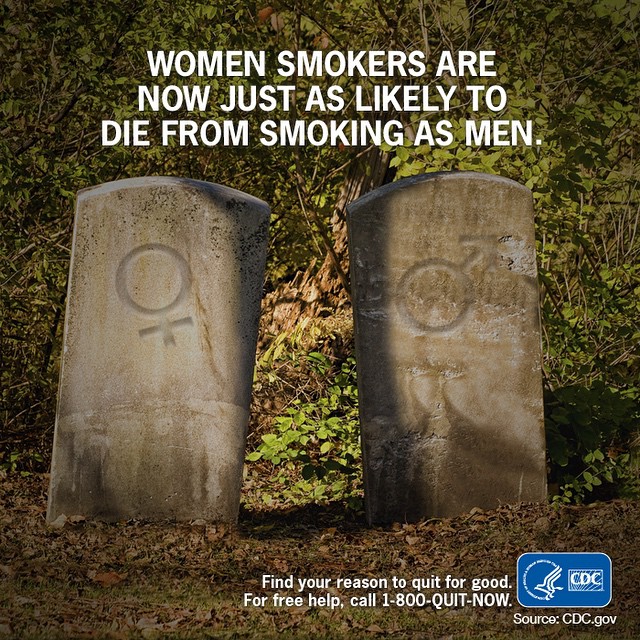 WOMEN SMOKERS ARE
NOW JUST AS LIKELY TO
DIE FROM SMOKING AS MEN.
Find your reason to quit for good.
For free help, call 1-800-QUIT-NOW.
CDC
Source: CDC.gov